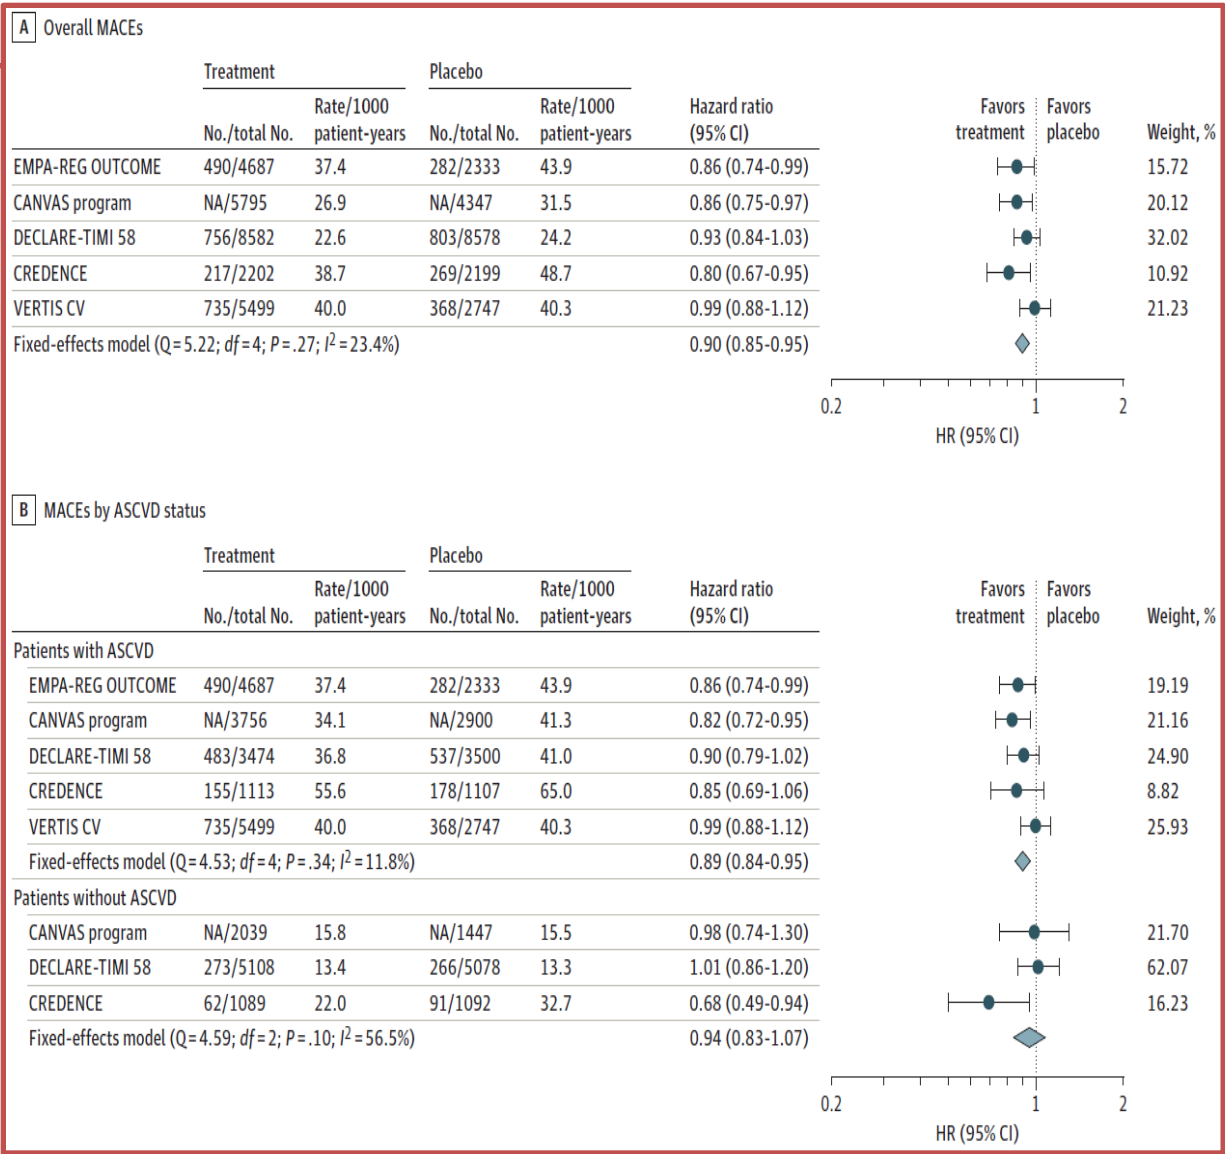 A Overall MACEs
Treatment Placebo
No./total No. Rate/1000 patient-years No./total No. Rate/1000 patient-years Hazard ratio (95% CI) Favors treatment Favors placebo Weight, %
EMPA-REG OUTCOME 490/4687 37.4 282/2333 43.9 0.86 (0.74-0.99) 15.72
CANVAS program NA/5795 26.9 NA/4347 31.5 0.86 (0.75-0.97) 20.12
DECLARE-TIMI 58 756/8582 22.6 803/8578 24.2 0.93 (0.84-1.03) 32.02
CREDENCE 217/2202 38.7 269/2199 48.7 0.80 (0.67-0.95) 10.92
VERTIS CV 735/5499 40.0 368/2747 40.3 0.99 (0.88-1.12) 21.23
Fixed-effects model (Q = 5.22; df = 4; P = .27; I² = 23.4%) 0.90 (0.85-0.95)
0.2 1 2
HR (95% CI)
B MACEs by ASCVD status
Treatment Placebo
No./total No. Rate/1000 patient-years No./total No. Rate/1000 patient-years Hazard ratio (95% CI) Favors treatment Favors placebo Weight, %
Patients with ASCVD
EMPA-REG OUTCOME 490/4687 37.4 282/2333 43.9 0.86 (0.74-0.99) 19.19
CANVAS program NA/3756 34.1 NA/2900 41.3 0.82 (0.72-0.95) 21.16
DECLARE-TIMI 58 483/3474 36.8 537/3500 41.0 0.90 (0.79-1.02) 24.90
CREDENCE 155/1113 55.6 178/1107 65.0 0.85 (0.69-1.06) 8.82
VERTIS CV 735/5499 40.0 368/2747 40.3 0.99 (0.88-1.12) 25.93
Fixed-effects model (Q = 4.53; df = 4; P = .34; I² = 11.8%) 0.89 (0.84-0.95)
Patients without ASCVD
CANVAS program NA/2039 15.8 NA/1447 15.5 0.98 (0.74-1.30) 21.70
DECLARE-TIMI 58 273/5108 13.4 266/5078 13.3 1.01 (0.86-1.20) 62.07
CREDENCE 62/1089 22.0 91/1092 32.7 0.68 (0.49-0.94) 16.23
Fixed-effects model (Q = 4.59; df = 2; P = .10; I² = 56.5%) 0.94 (0.83-1.07)
0.2 1 2
HR (95% CI)